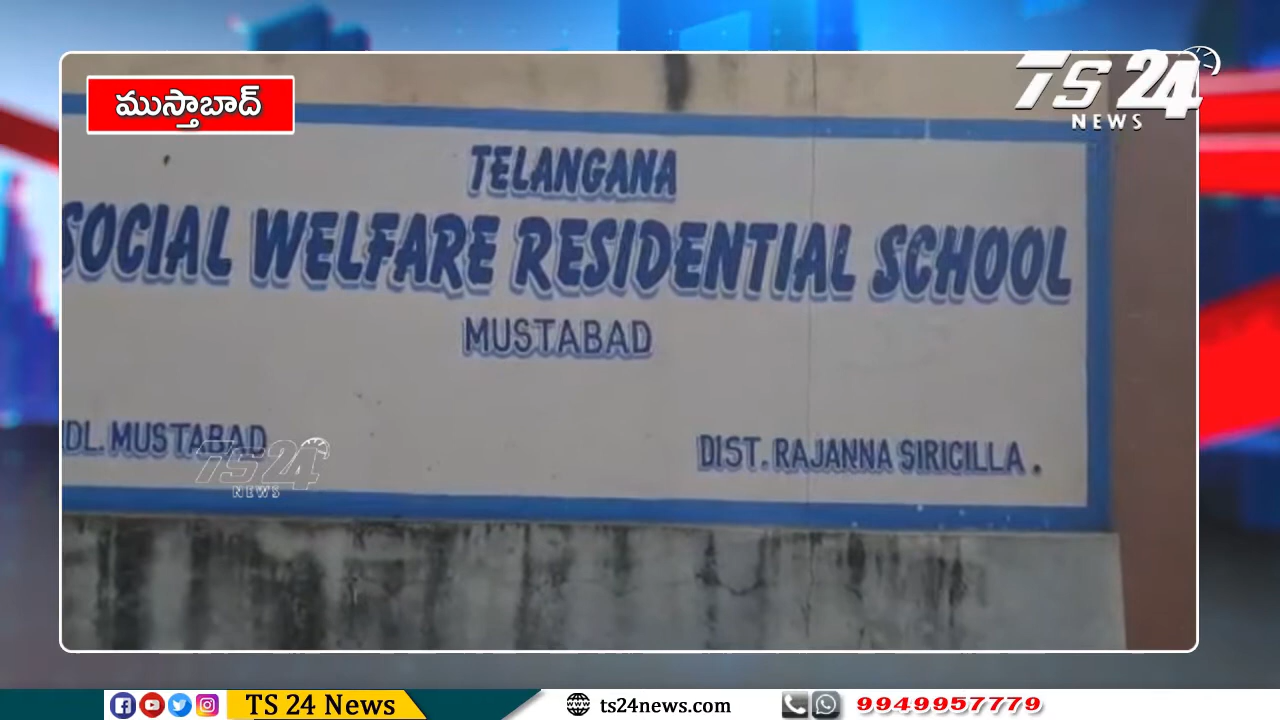 ముస్తాబాద్
TS 24
NEWS
TELANGANA
SOCIAL WELFARE RESIDENTIAL SCHOOL
MUSTABAD
MDL. MUSTABAD
DIST. RAJANNA SIRICILLA.
TS 24
NEWS
TS 24 News
ts24news.com
9949957779